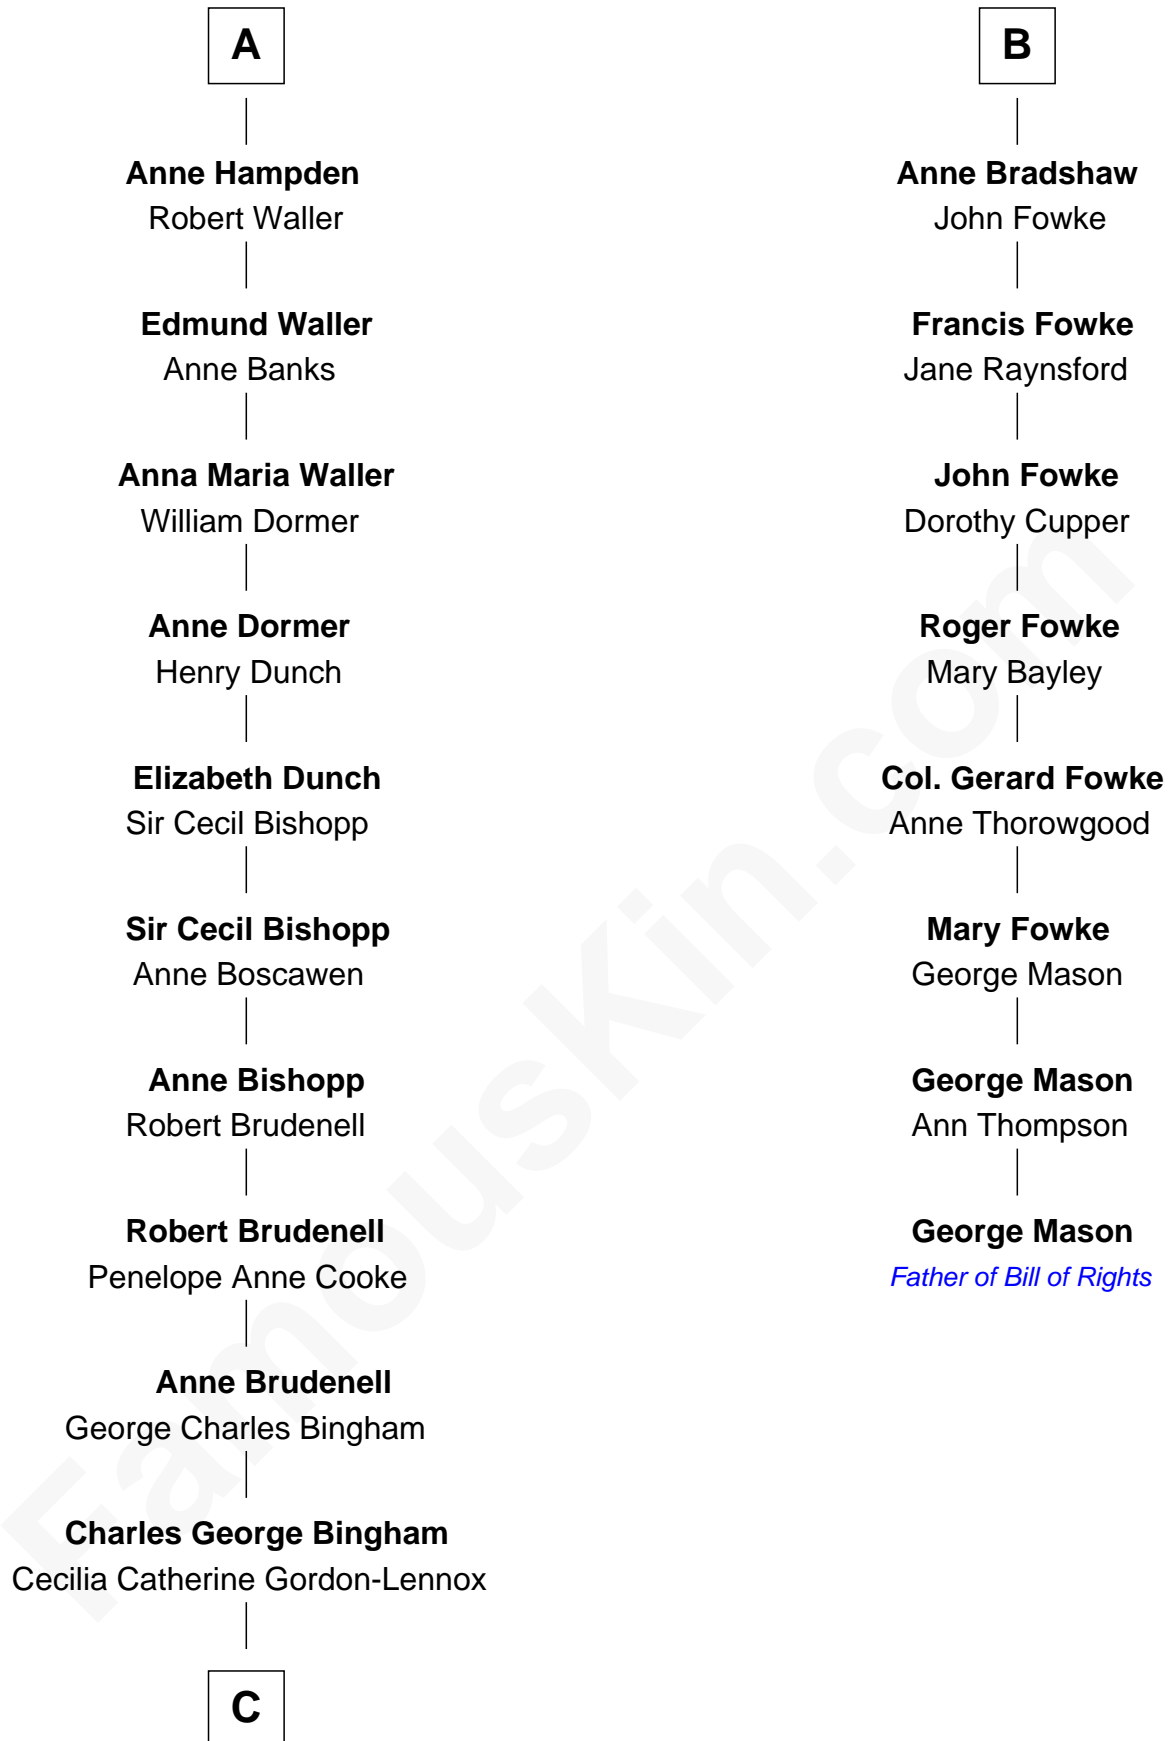 A
Anne Hampden
Robert Waller
Edmund Waller
Anne Banks
Anna Maria Waller
William Dormer
Anne Dormer
Henry Dunch
Elizabeth Dunch
Sir Cecil Bishopp
Sir Cecil Bishopp
Anne Boscawen
Anne Bishopp
Robert Brudenell
Robert Brudenell
Penelope Anne Cooke
Anne Brudenell
George Charles Bingham
Charles George Bingham
Cecilia Catherine Gordon-Lennox
C
B
Anne Bradshaw
John Fowke
Francis Fowke
Jane Raynsford
John Fowke
Dorothy Cupper
Roger Fowke
Mary Bayley
Col. Gerard Fowke
Anne Thorowgood
Mary Fowke
George Mason
George Mason
Ann Thompson
George Mason
Father of Bill of Rights
FamousKin.com